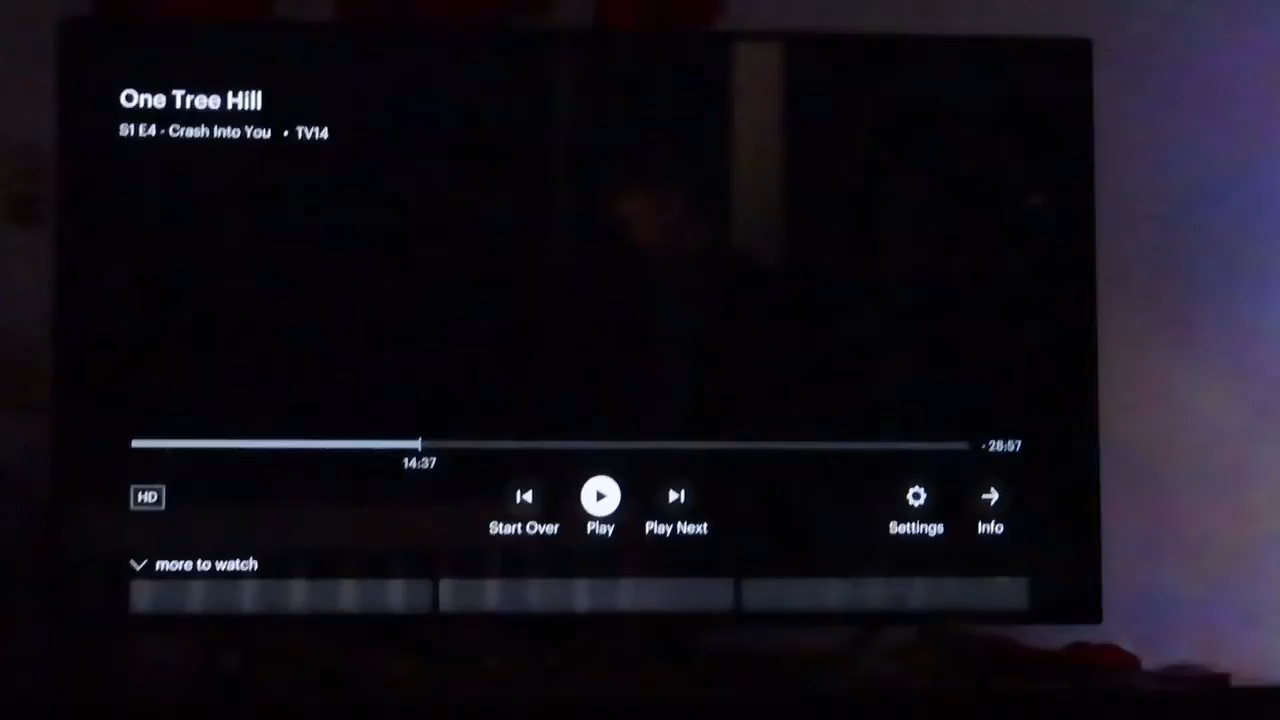 One Tree Hill
S1 E4 - Crash Into You • TV14
- 28:57
14:37
HD
Start Over
Play
Play Next
Settings
Info
more to watch